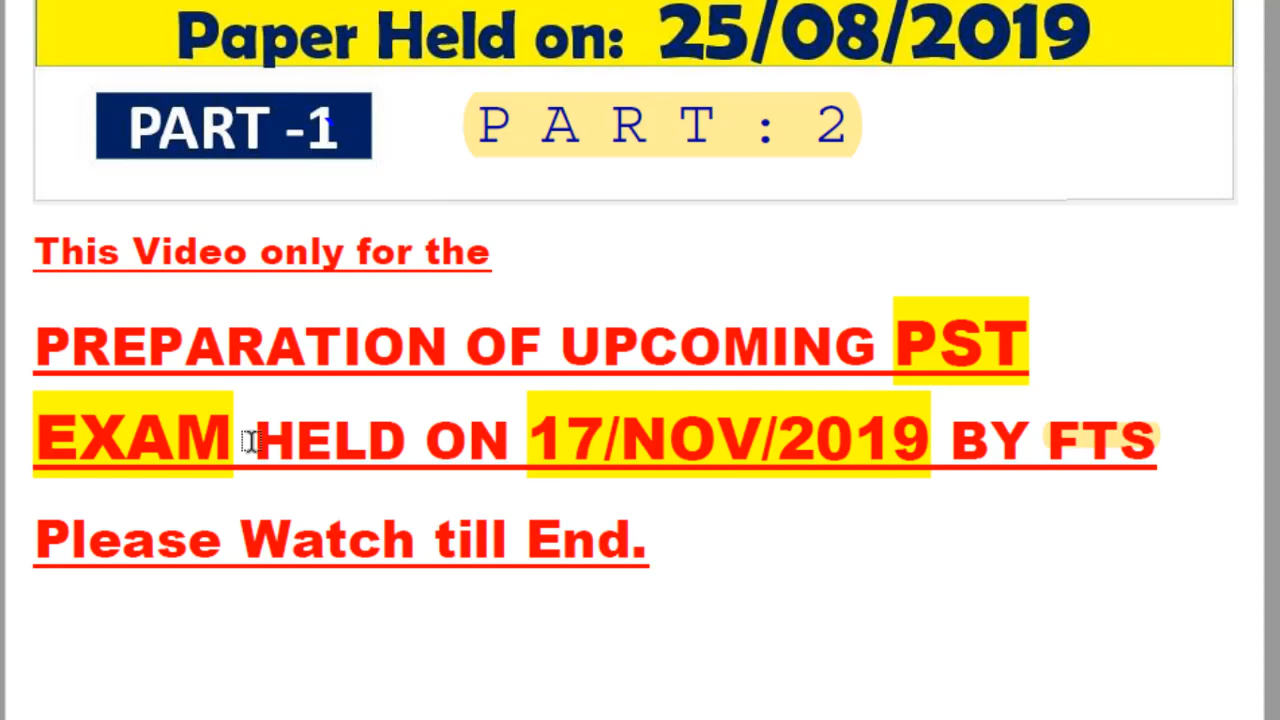 Paper Held on: 25/08/2019
PART -1 PART : 2
This Video only for the
PREPARATION OF UPCOMING PST
EXAM HELD ON 17/NOV/2019 BY FTS
Please Watch till End.